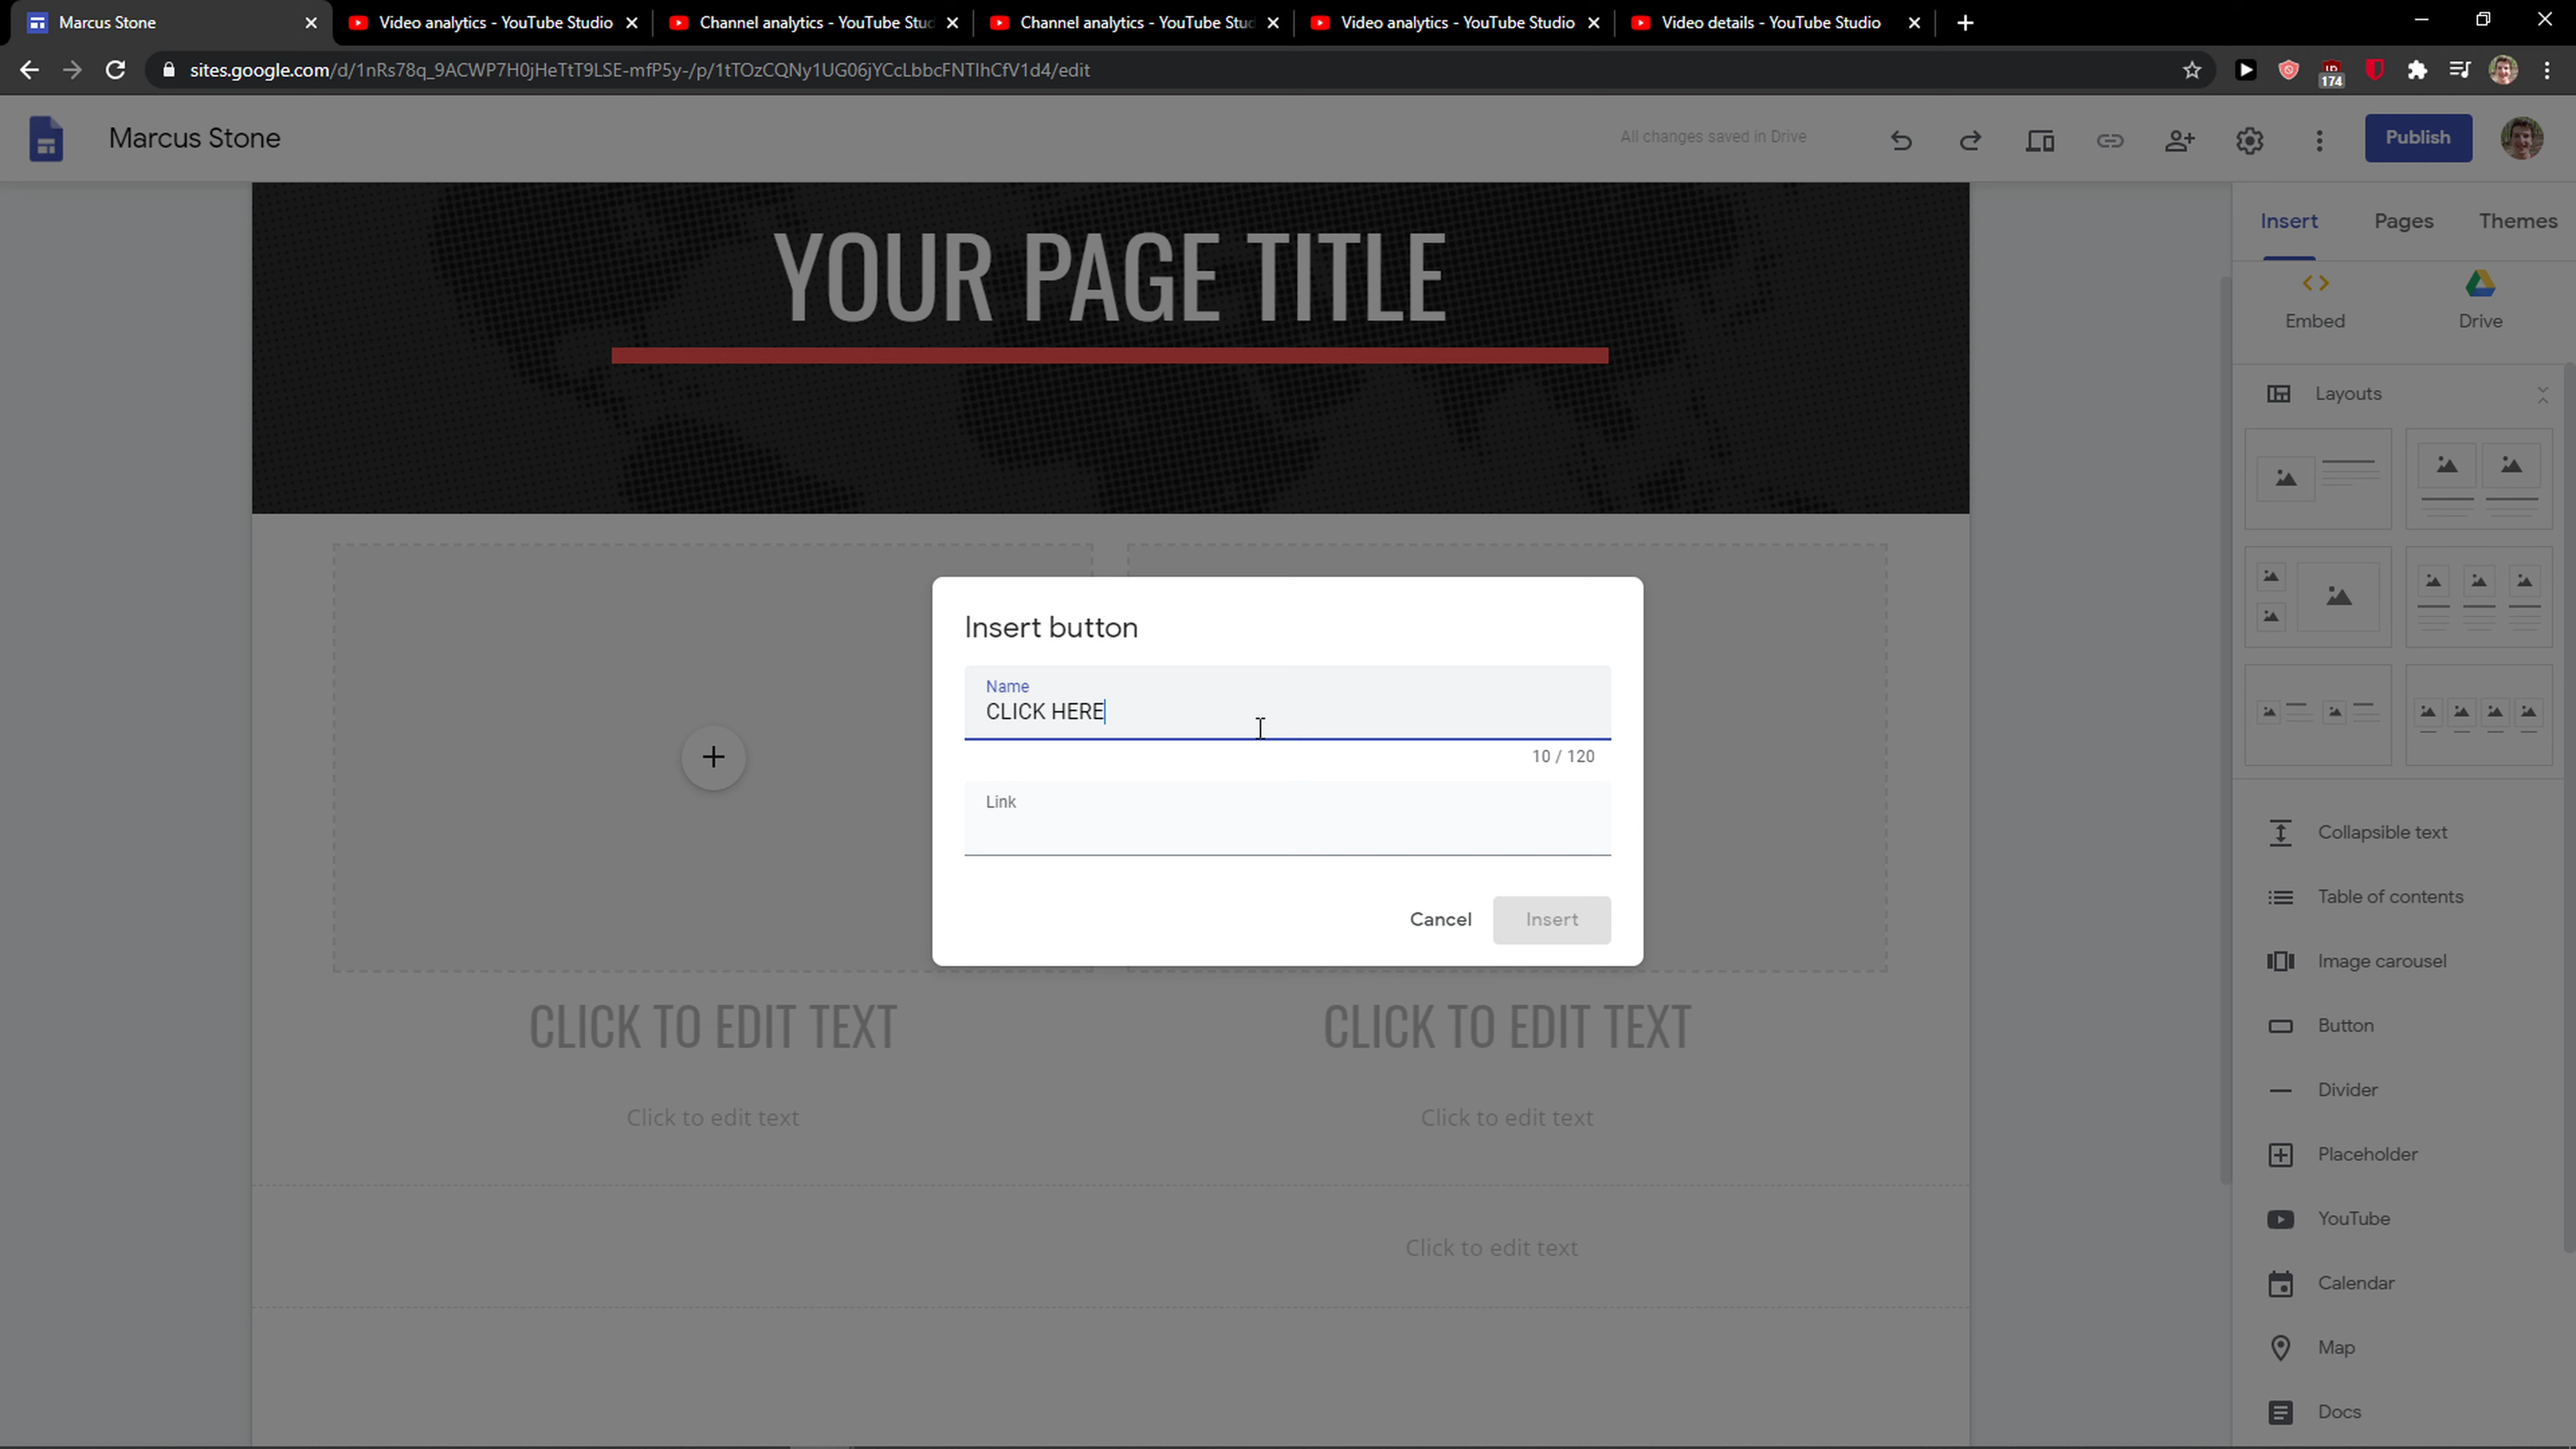 Marcus Stone
Video analytics - YouTube Studio
Channel analytics - YouTube Stud
Channel analytics - YouTube Stud
Video analytics - YouTube Studio
Video details - YouTube Studio
sites.google.com/d/1nRs78q_9ACWP7H0jHeTtT9LSE-mfP5y-/p/1tTOzCQNy1UG06jYCcLbbcFNTIhCfV1d4/edit
174
Marcus Stone
All changes saved in Drive
Publish
Insert
Pages
Themes
YOUR PAGE TITLE
Embed
Drive
Layouts
Insert button
Name
CLICK HERE
10 / 120
Link
Cancel
Insert
CLICK TO EDIT TEXT
CLICK TO EDIT TEXT
Click to edit text
Click to edit text
Click to edit text
Collapsible text
Table of contents
Image carousel
Button
Divider
Placeholder
YouTube
Calendar
Map
Docs